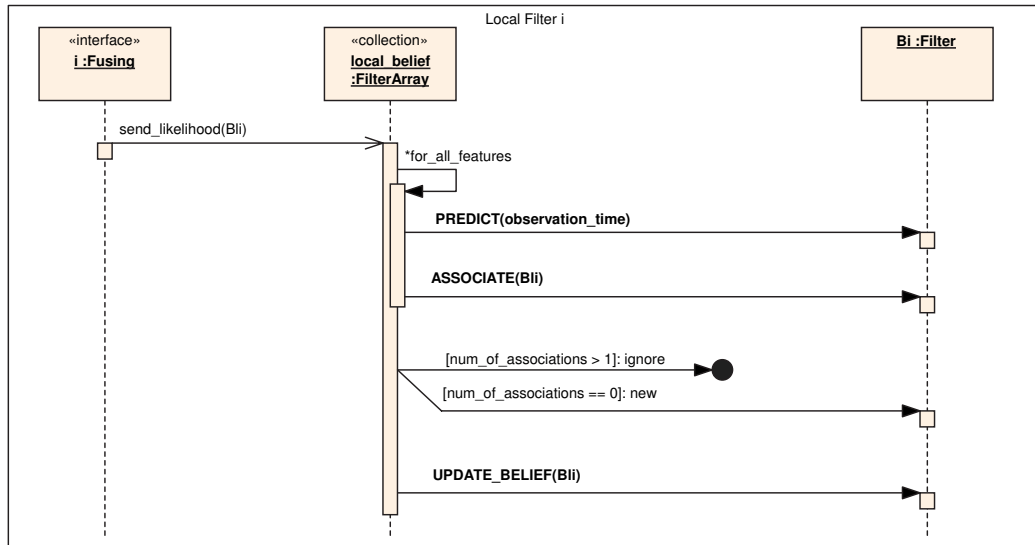 Local Filter i
«interface»
i :Fusing
«collection»
local_belief
:FilterArray
Bi :Filter
send_likelihood(Bli)
*for_all_features
PREDICT(observation_time)
ASSOCIATE(Bli)
[num_of_associations > 1]: ignore
[num_of_associations == 0]: new
UPDATE_BELIEF(Bli)